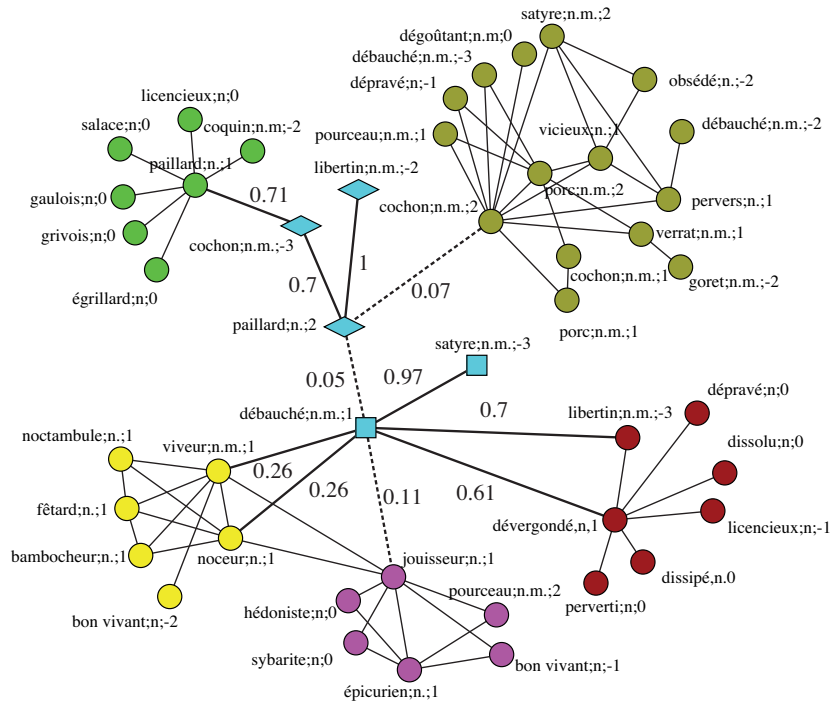 satyre;n.m.;2
dégoûtant;n.m;0
débauché;n.m.;-3
obsédé;n.;-2
dépravé;n;-1
licencieux;n;0
salace;n;0
coquin;n.m;-2
pourceau;n.m.;1
vicieux;n.;1
débauché;n.m.;-2
paillard;n.;1
libertin;n.m.;-2
porc;n.m.;2
gaulois;n;0
0.71
cochon;n.m.;2
pervers;n.;1
grivois;n;0
cochon;n.m.;-3
verrat;n.m.;1
égrillard;n;0
0.7
1
0.07
cochon;n.m.;1
goret;n.m.;-2
paillard;n.;2
porc;n.m.;1
satyre;n.m.;-3
0.05
0.97
dépravé;n;0
débauché;n.m.;1
0.7
libertin;n.m.;-3
noctambule;n.;1
viveur;n.m.;1
dissolu;n;0
0.26
0.26
0.11
0.61
fêtard;n.;1
dévergondé,n,1
licencieux;n;-1
bambocheur;n.;1
noceur;n.;1
jouisseur;n.;1
dissipé,n.0
pourceau;n.m.;2
perverti;n;0
hédoniste;n;0
bon vivant;n;-2
sybarite;n;0
bon vivant;n;-1
épicurien;n.;1